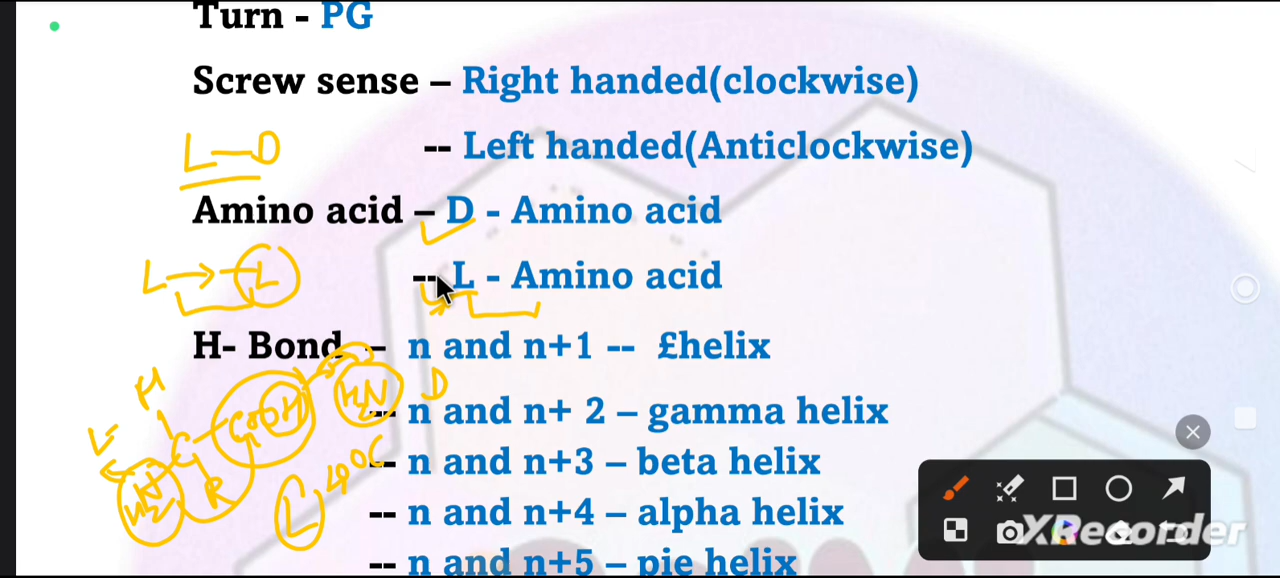 Turn - PG
Screw sense – Right handed(clockwise)
-- Left handed(Anticlockwise)
L—D
Amino acid – D - Amino acid
L → L
-- L - Amino acid
H- Bond – n and n+1 -- £helix
H
D
-- n and n+ 2 – gamma helix
C
-- n and n+3 – beta helix
R
L
-- n and n+4 – alpha helix
-- n and n+5 – pie helix
XRecorder